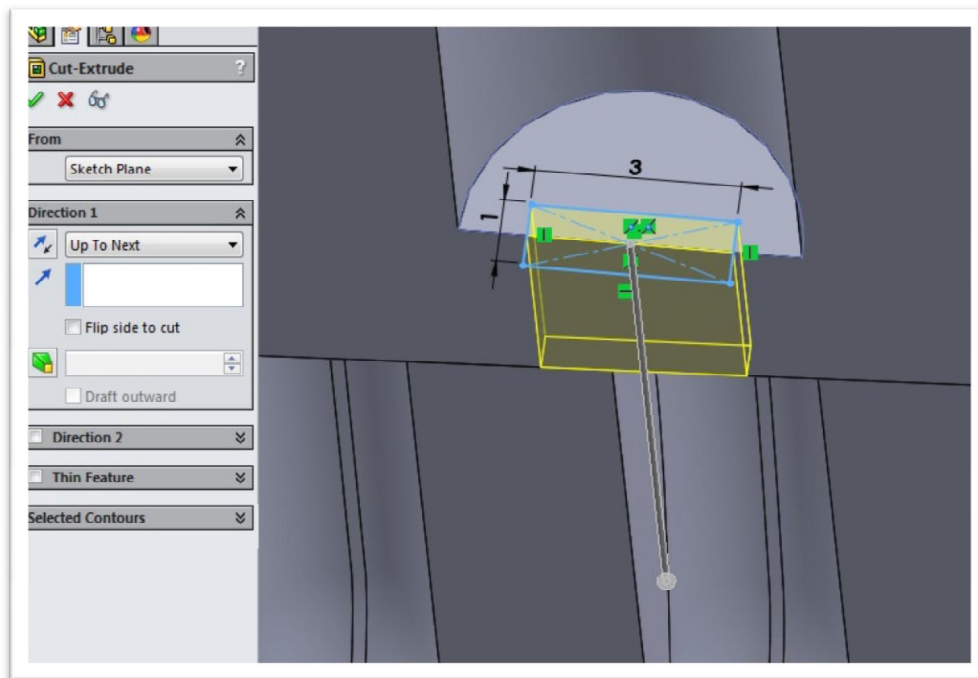 Cut-Extrude ?
From
Sketch Plane
Direction 1
Up To Next
Flip side to cut
Draft outward
Direction 2
Thin Feature
Selected Contours
3
1